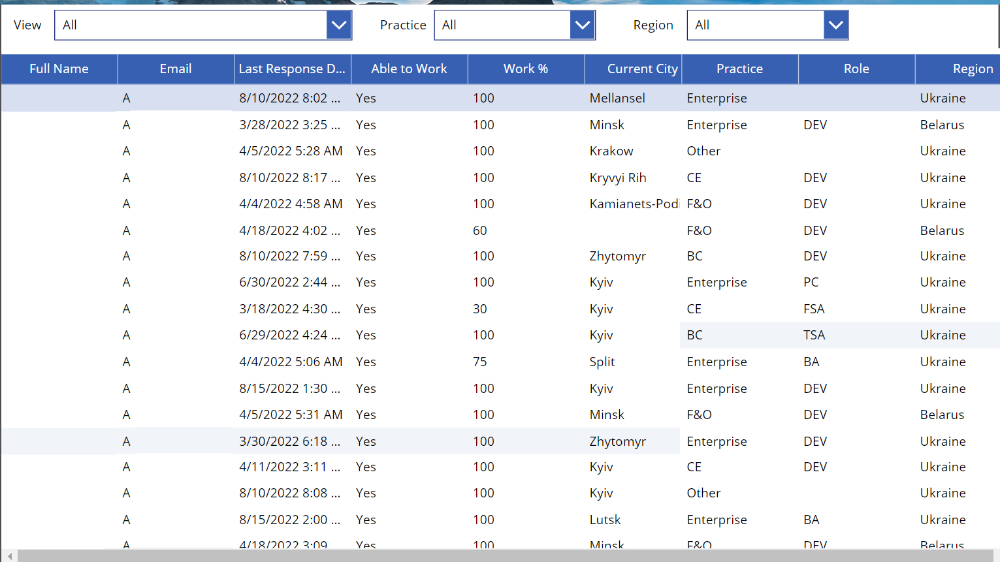 View All Practice All Region All
Full Name Email Last Response D... Able to Work Work % Current City Practice Role Region
A 8/10/2022 8:02 ... Yes 100 Mellansel Enterprise Ukraine
A 3/28/2022 3:25 ... Yes 100 Minsk Enterprise DEV Belarus
A 4/5/2022 5:28 AM Yes 100 Krakow Other Ukraine
A 8/10/2022 8:17 ... Yes 100 Kryvyi Rih CE DEV Ukraine
A 4/4/2022 4:58 AM Yes 100 Kamianets-Podi F&O DEV Ukraine
A 4/18/2022 4:02 ... Yes 60 F&O DEV Belarus
A 8/10/2022 7:59 ... Yes 100 Zhytomyr BC DEV Ukraine
A 6/30/2022 2:44 ... Yes 100 Kyiv Enterprise PC Ukraine
A 3/18/2022 4:30 ... Yes 30 Kyiv CE FSA Ukraine
A 6/29/2022 4:24 ... Yes 100 Kyiv BC TSA Ukraine
A 4/4/2022 5:06 AM Yes 75 Split Enterprise BA Ukraine
A 8/15/2022 1:30 ... Yes 100 Kyiv Enterprise DEV Ukraine
A 4/5/2022 5:31 AM Yes 100 Minsk F&O DEV Belarus
A 3/30/2022 6:18 ... Yes 100 Zhytomyr Enterprise DEV Ukraine
A 4/11/2022 3:11 ... Yes 100 Kyiv CE DEV Ukraine
A 8/10/2022 8:08 ... Yes 100 Kyiv Other Ukraine
A 8/15/2022 2:00 ... Yes 100 Lutsk Enterprise BA Ukraine
A 4/18/2022 3:09 Yes 100 Minsk F&O DEV Belarus